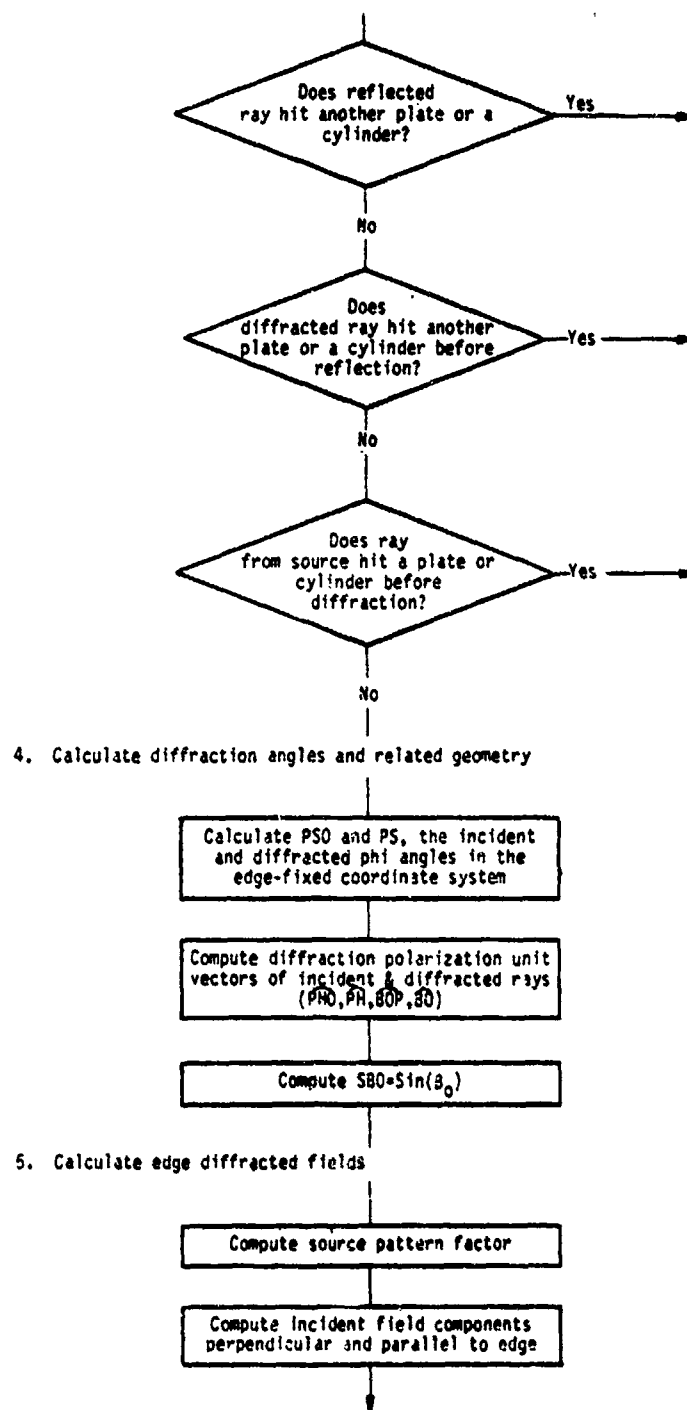 Does reflected
ray hit another plate or a
cylinder?
Yes
No
Does
diffracted ray hit another
plate or a cylinder before
reflection?
Yes
No
Does ray
from source hit a plate or
cylinder before
diffraction?
Yes
No
4. Calculate diffraction angles and related geometry
Calculate PSO and PS, the incident
and diffracted phi angles in the
edge-fixed coordinate system
Compute diffraction polarization unit
vectors of incident & diffracted rays
(PHO,PH,BOP,BO)
Compute SBO=Sin(β₀)
5. Calculate edge diffracted fields
Compute source pattern factor
Compute incident field components
perpendicular and parallel to edge